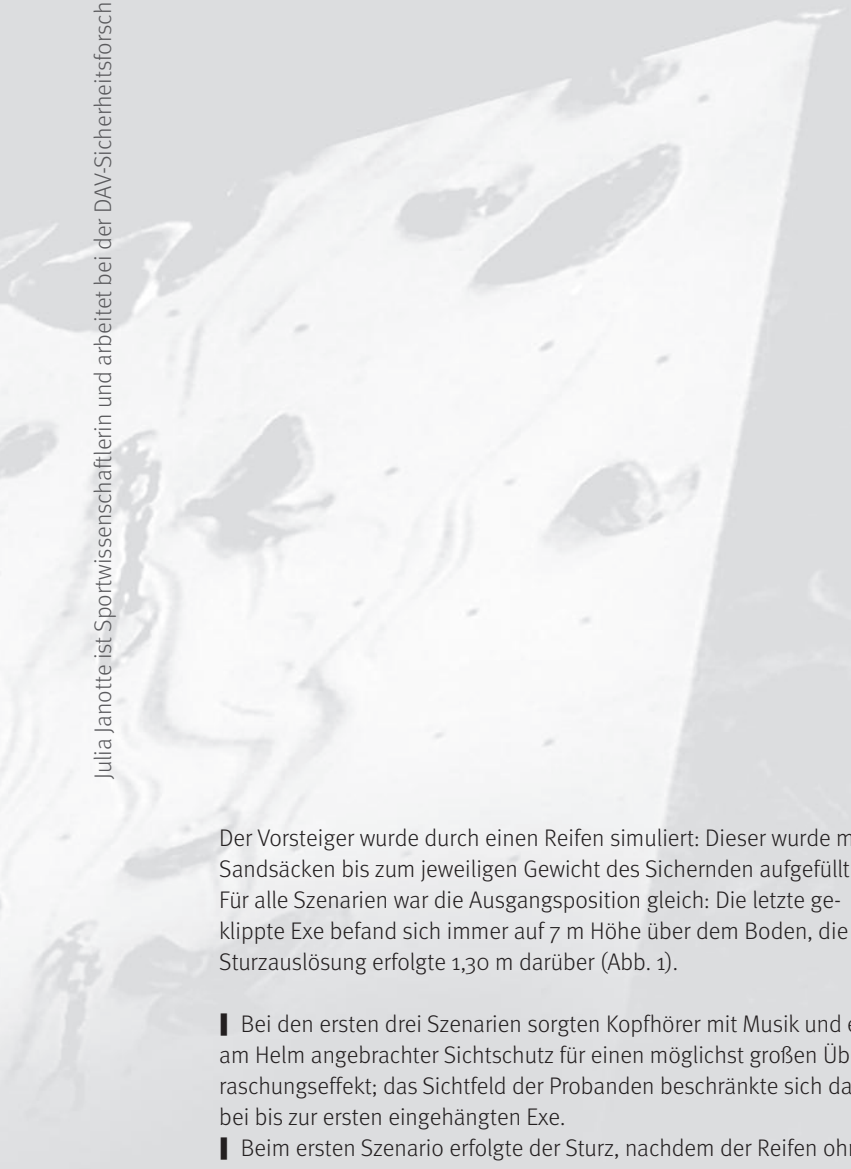 Julia Janotte ist Sportwissenschaftlerin und arbeitet bei der DAV-Sicherheitsforsch
Der Vorsteiger wurde durch einen Reifen simuliert: Dieser wurde m
Sandsäcken bis zum jeweiligen Gewicht des Sichernden aufgefüllt
Für alle Szenarien war die Ausgangsposition gleich: Die letzte ge-
klippte Exe befand sich immer auf 7 m Höhe über dem Boden, die
Sturzauslösung erfolgte 1,30 m darüber (Abb. 1).
❙ Bei den ersten drei Szenarien sorgten Kopfhörer mit Musik und e
am Helm angebrachter Sichtschutz für einen möglichst großen Üb
raschungseffekt; das Sichtfeld der Probanden beschränkte sich da
bei bis zur ersten eingehängten Exe.
❙ Beim ersten Szenario erfolgte der Sturz, nachdem der Reifen ohn